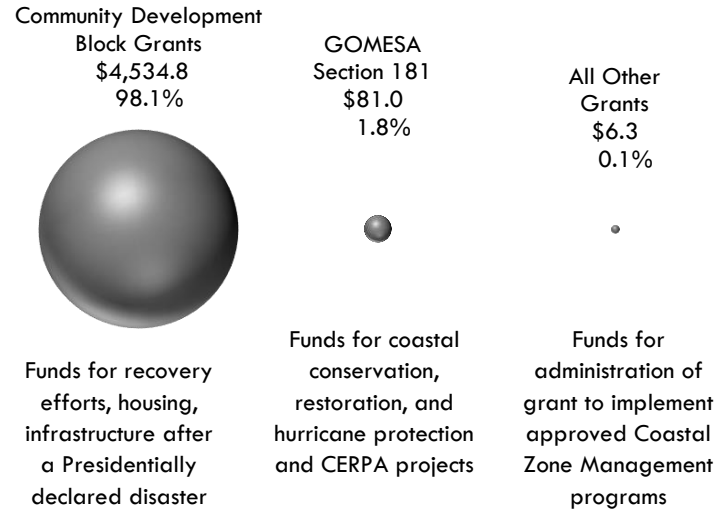 Community Development
Block Grants
$4,534.8
98.1%
GOMESA
Section 181
$81.0
1.8%
All Other
Grants
$6.3
0.1%
Funds for recovery
efforts, housing,
infrastructure after
a Presidentially
declared disaster
Funds for coastal
conservation,
restoration, and
hurricane protection
and CERPA projects
Funds for
administration of
grant to implement
approved Coastal
Zone Management
programs